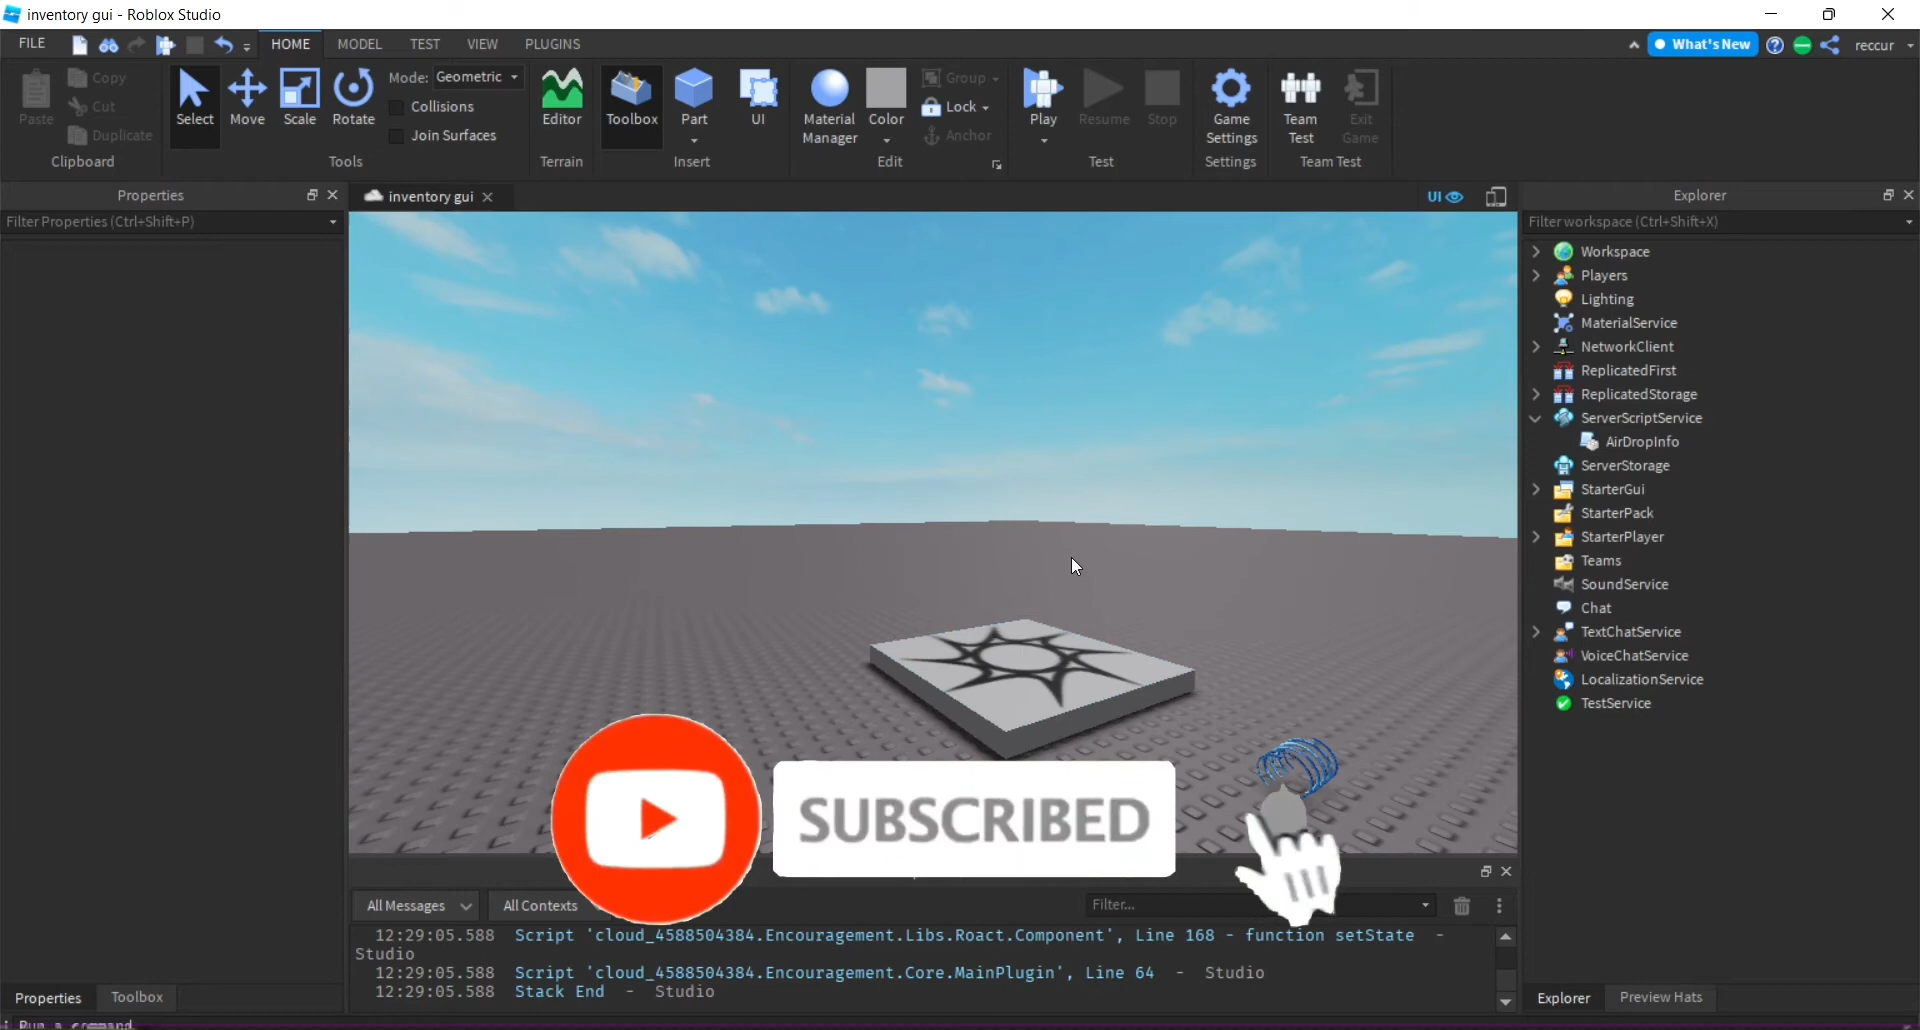 inventory gui - Roblox Studio
FILE HOME MODEL TEST VIEW PLUGINS What's New reccur
Paste Copy Cut Duplicate Clipboard
Select Move Scale Rotate Mode: Geometric Collisions Join Surfaces Tools
Editor Terrain
Toolbox Part UI Insert
Material Manager Color Group Lock Anchor Edit
Play Resume Stop Test
Game Settings Settings
Team Test Exit Game Team Test
Properties
Filter Properties (Ctrl+Shift+P)
inventory gui
UI
Explorer
Filter workspace (Ctrl+Shift+X)
Workspace
Players
Lighting
MaterialService
NetworkClient
ReplicatedFirst
ReplicatedStorage
ServerScriptService
AirDropInfo
ServerStorage
StarterGui
StarterPack
StarterPlayer
Teams
SoundService
Chat
TextChatService
VoiceChatService
LocalizationService
TestService
SUBSCRIBED
All Messages All Contexts Filter...
12:29:05.588 Script 'cloud_4588504384.Encouragement.Libs.Roact.Component', Line 168 - function setState -
Studio
12:29:05.588 Script 'cloud_4588504384.Encouragement.Core.MainPlugin', Line 64 - Studio
12:29:05.588 Stack End - Studio
Properties Toolbox
Explorer Preview Hats
Run a command